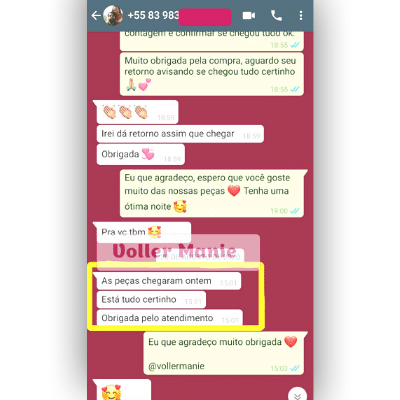 +55 83 983
contagem e confirmar se chegou tudo ok.
18:55
Muito obrigada pela compra, aguardo seu
retorno avisando se chegou tudo certinho
🙏🏻💕
18:55
👏🏻👏🏻👏🏻
18:59
Irei dá retorno assim que chegar 18:59
Obrigada 💕 18:59
Eu que agradeço, espero que você goste
muito das nossas peças ❤️ Tenha uma
ótima noite 🥰
19:00
Pra vc tbm 🥰
Voller Manie
As peças chegaram ontem 15:01
Está tudo certinho 15:01
Obrigada pelo atendimento 15:01
Eu que agradeço muito obrigada ❤️
@vollermanie
15:03
🥰